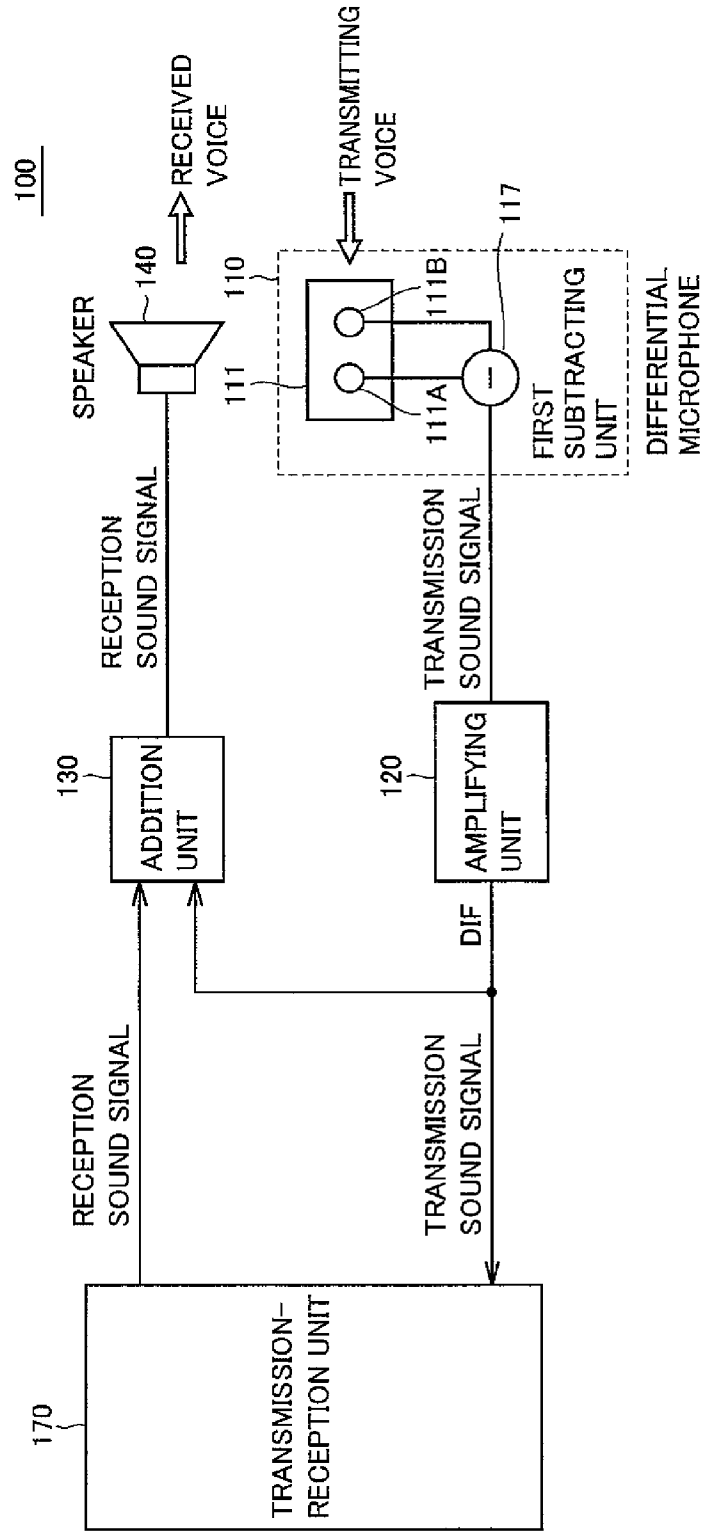 100
170
TRANSMISSION-
RECEPTION UNIT
RECEPTION
SOUND SIGNAL
130
ADDITION
UNIT
RECEPTION
SOUND SIGNAL
SPEAKER
140
RECEIVED
VOICE
TRANSMISSION
SOUND SIGNAL
DIF
120
AMPLIFYING
UNIT
TRANSMISSION
SOUND SIGNAL
110
111
111A
111B
TRANSMITTING
VOICE
117
−
FIRST
SUBTRACTING
UNIT
DIFFERENTIAL
MICROPHONE